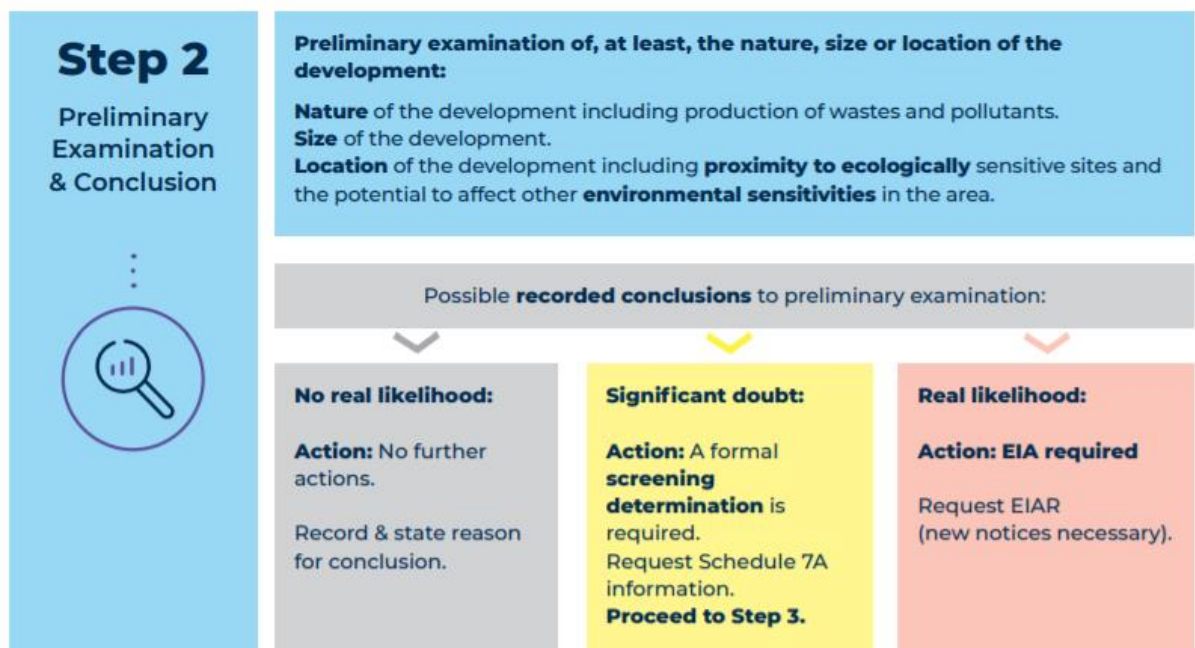 Step 2
Preliminary
Examination
& Conclusion
Preliminary examination of, at least, the nature, size or location of the
development:
Nature of the development including production of wastes and pollutants.
Size of the development.
Location of the development including proximity to ecologically sensitive sites and
the potential to affect other environmental sensitivities in the area.
Possible recorded conclusions to preliminary examination:
No real likelihood:
Action: No further
actions.
Record & state reason
for conclusion.
Significant doubt:
Action: A formal
screening
determination is
required.
Request Schedule 7A
information.
Proceed to Step 3.
Real likelihood:
Action: EIA required
Request EIAR
(new notices necessary).